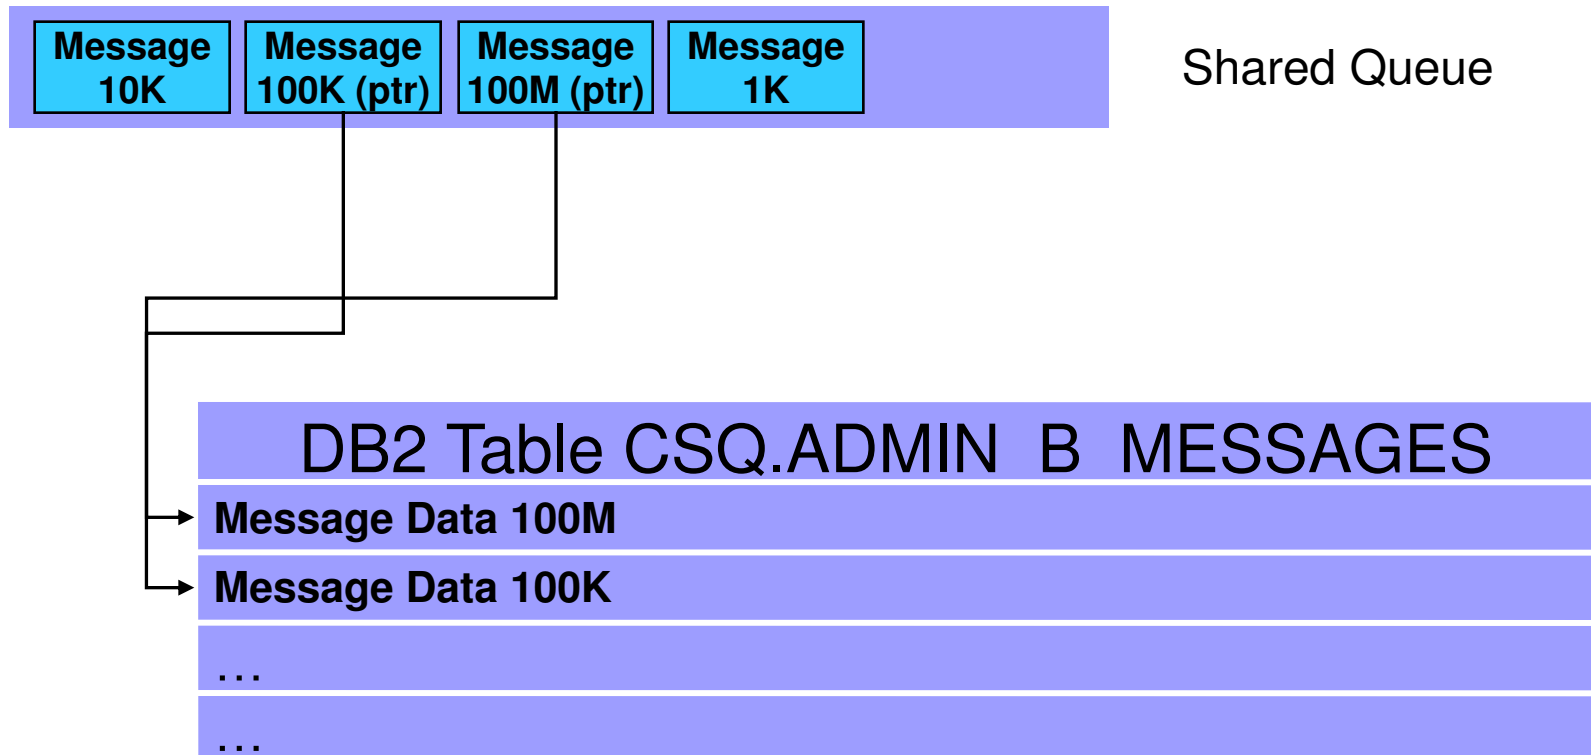 Message
10K
Message
100K (ptr)
Message
100M (ptr)
Message
1K
Shared Queue
DB2 Table CSQ.ADMIN B MESSAGES
Message Data 100M
Message Data 100K
…
…